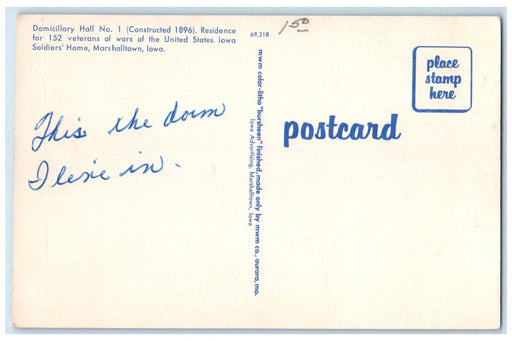 Domicillary Hall No. 1 (Constructed 1896). Residence
for 152 veterans of wars of the United States. Iowa
Soldiers' Home, Marshalltown, Iowa.
69.318
1 50
This the dorm
I live in.
mwm color-litho "bursheen" finished, made only by mwm co., aurora, mo.
Iowa Advertising, Marshalltown, Iowa
postcard
place
stamp
here